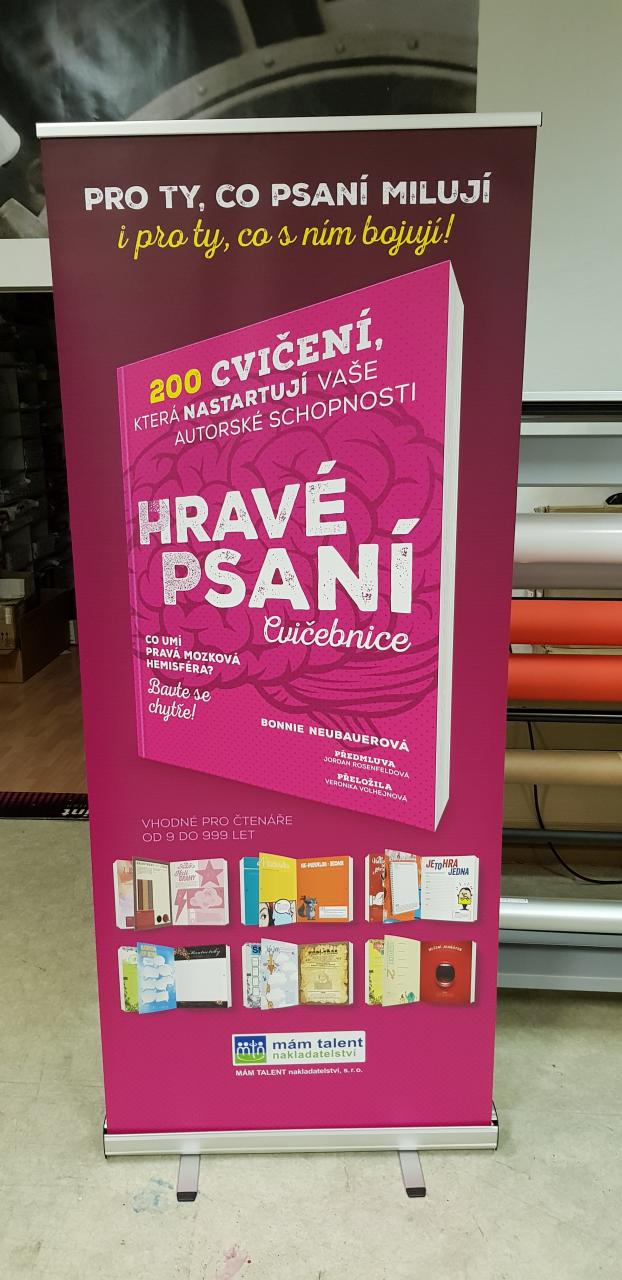 PRO TY, CO PSANÍ MILUJÍ
i pro ty, co s ním bojují!
200 CVIČENÍ,
KTERÁ NASTARTUJÍ VAŠE
AUTORSKÉ SCHOPNOSTI
HRAVÉ
PSANÍ
Cvičebnice
CO UMÍ
PRAVÁ MOZKOVÁ
HEMISFÉRA?
Bavte se
chytře!
BONNIE NEUBAUEROVÁ
PŘEDMLUVA
JORDAN ROSENFELDOVÁ
PŘELOŽILA
VERONIKA VOLHEJNOVÁ
VHODNÉ PRO ČTENÁŘE
OD 9 DO 999 LET
JE TO HRA
JEDNA
mám talent
nakladatelství
MÁM TALENT nakladatelství, s.r.o.